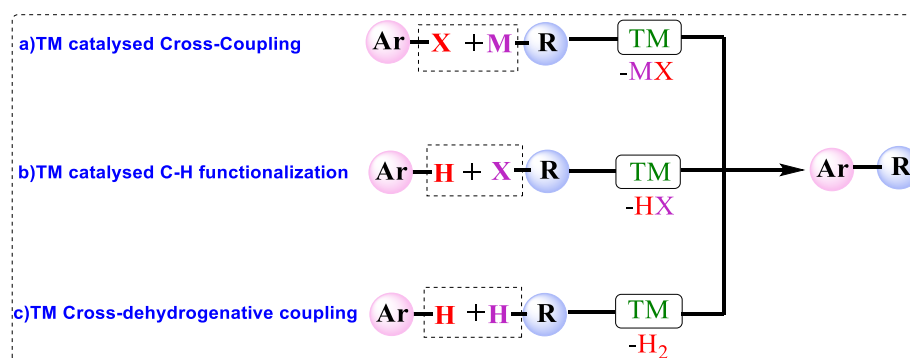 a)TM catalysed Cross-Coupling Ar X + M R TM
-MX
b)TM catalysed C-H functionalization Ar H + X R TM Ar R
-HX
c)TM Cross-dehydrogenative coupling Ar H + H R TM
-H₂